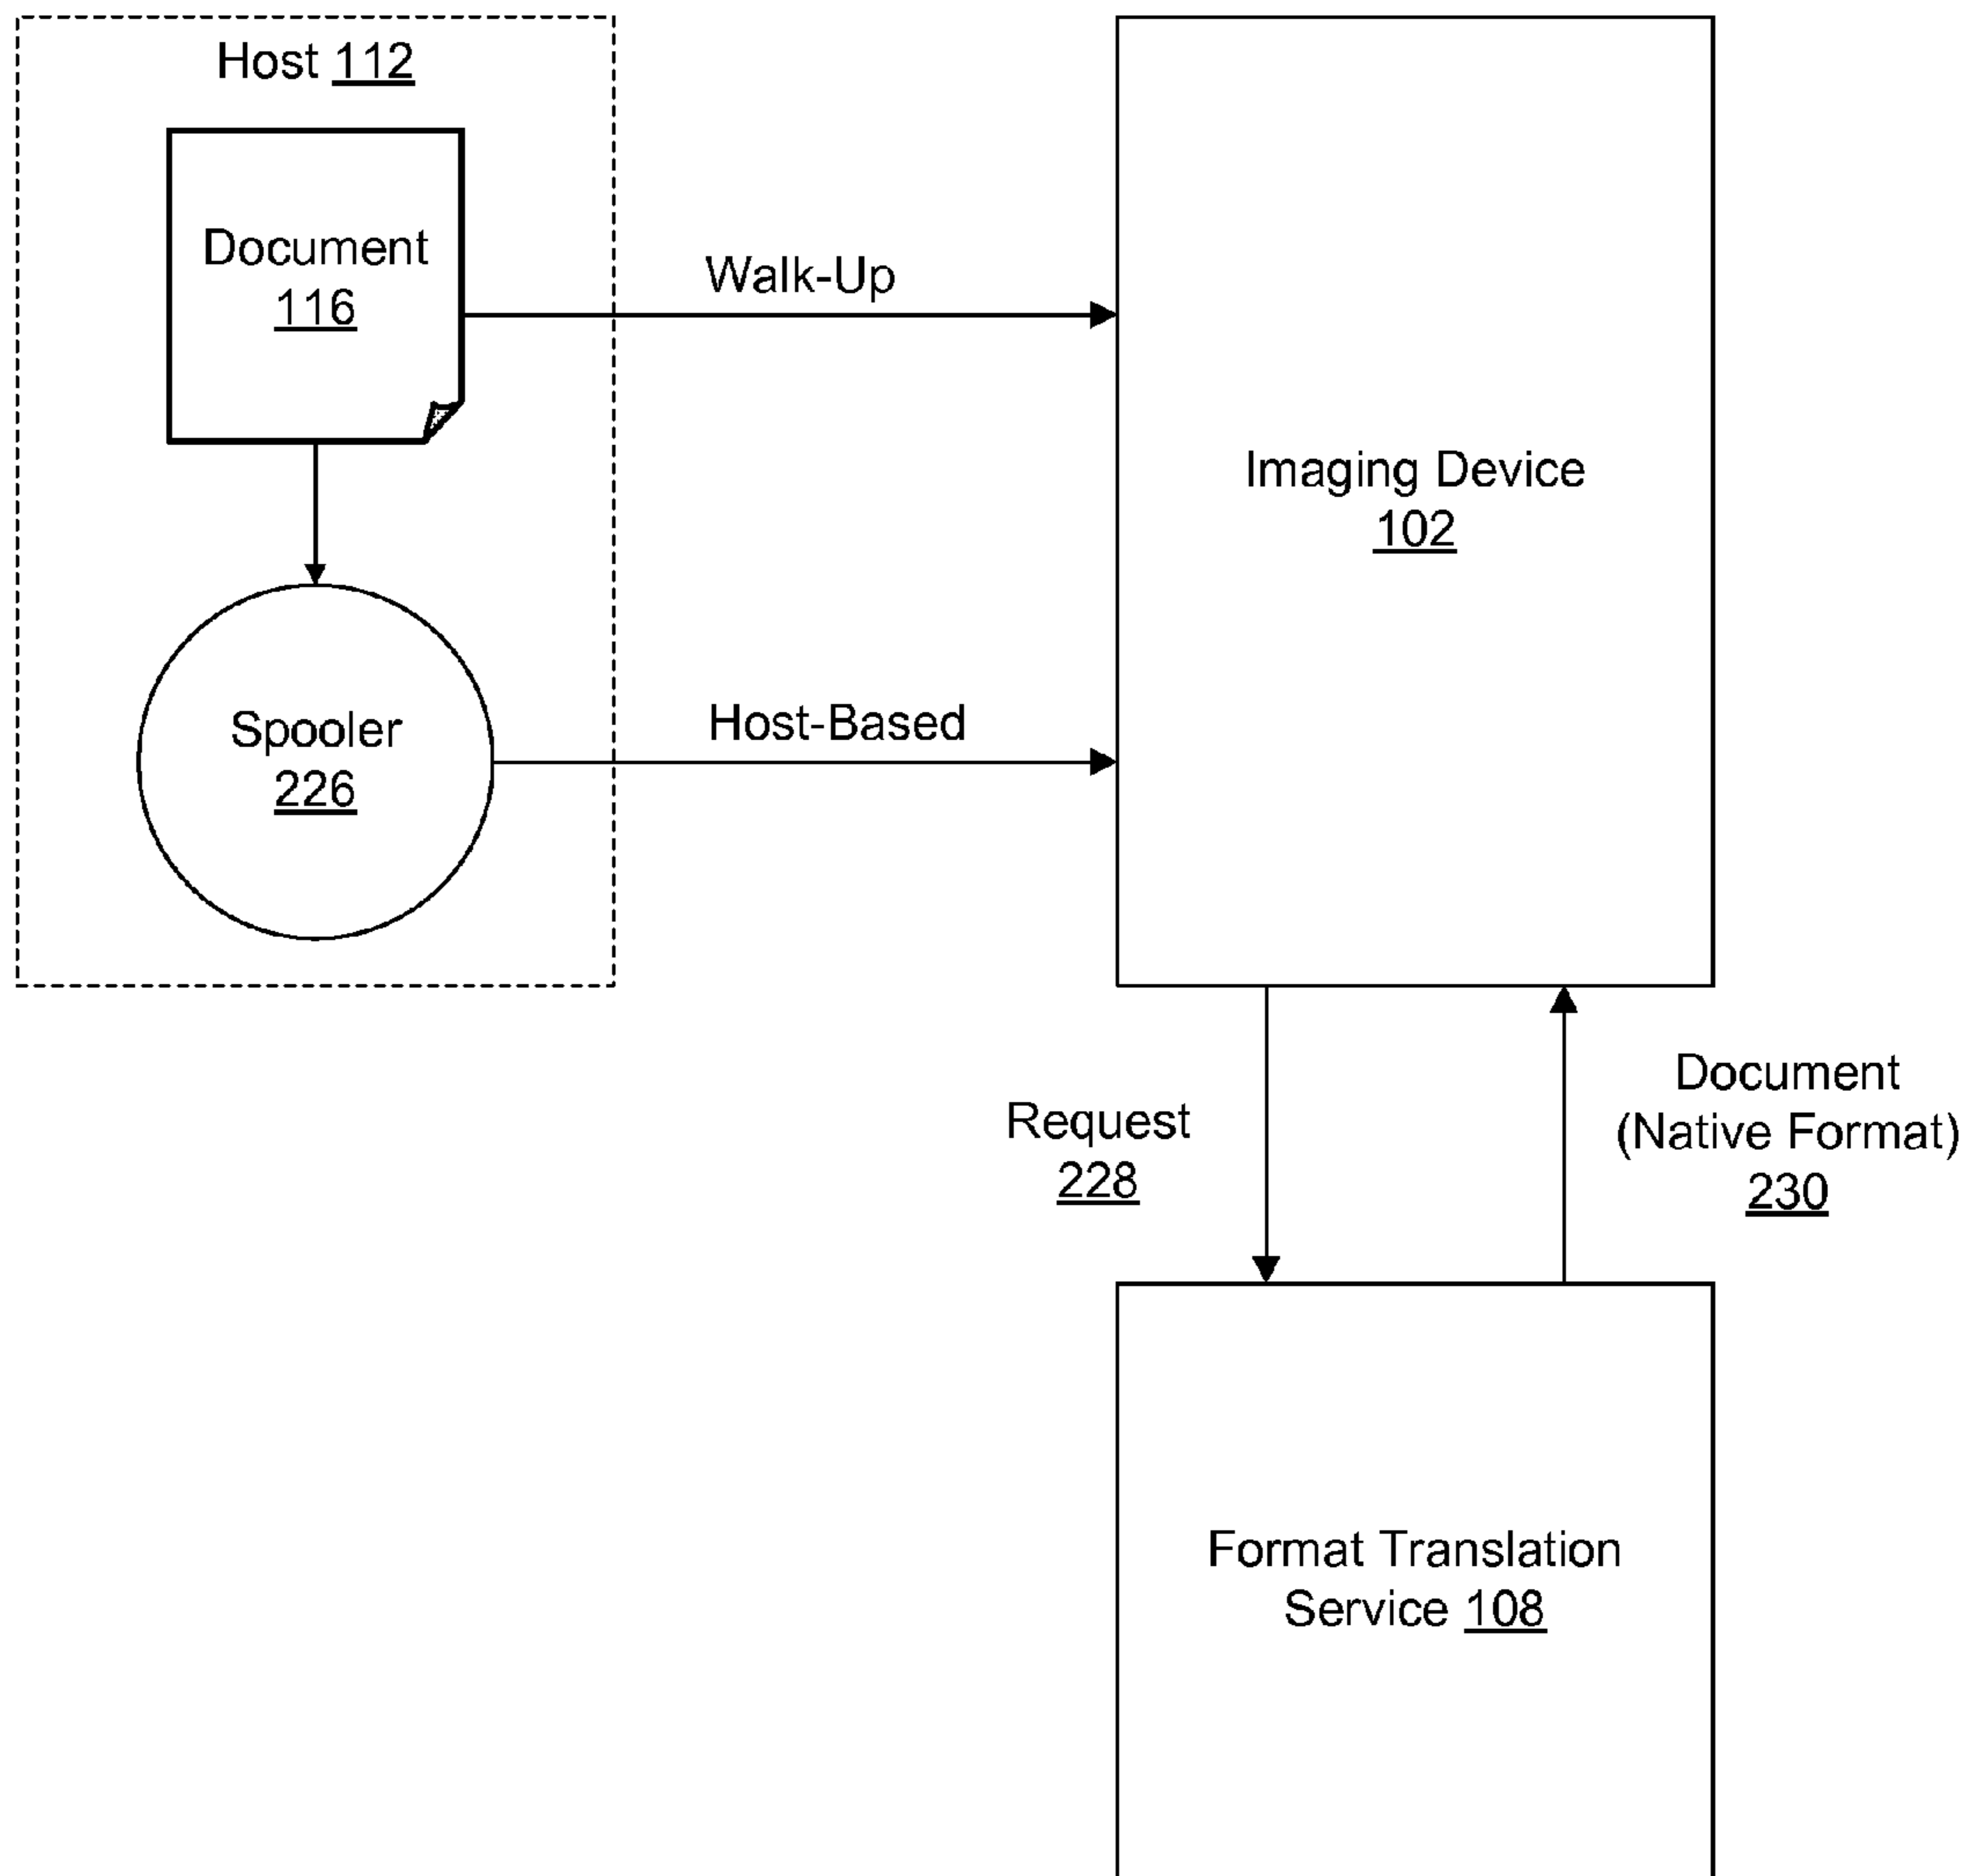 Host 112
Document
116
Walk-Up
Imaging Device
102
Spooler
226
Host-Based
Request
228
Document
(Native Format)
230
Format Translation
Service 108